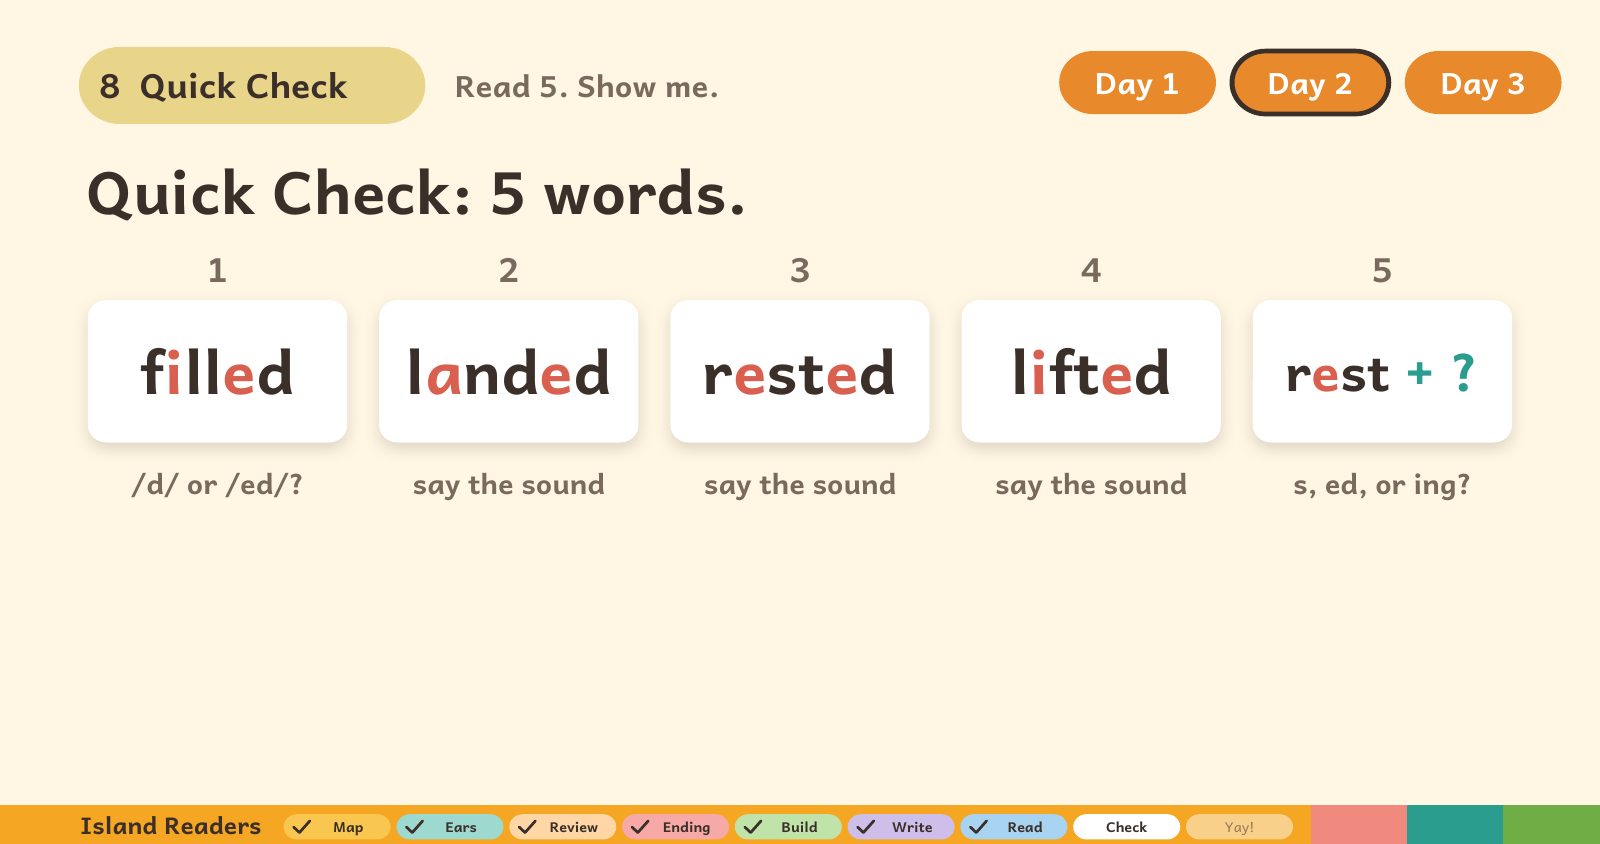 8 Quick Check
Read 5. Show me.
Day 1
Day 2
Day 3
Quick Check: 5 words.
1
2
3
4
5
filled
landed
rested
lifted
rest + ?
/d/ or /ed/?
say the sound
say the sound
say the sound
s, ed, or ing?
Island Readers
Map
Ears
Review
Ending
Build
Write
Read
Check
Yay!